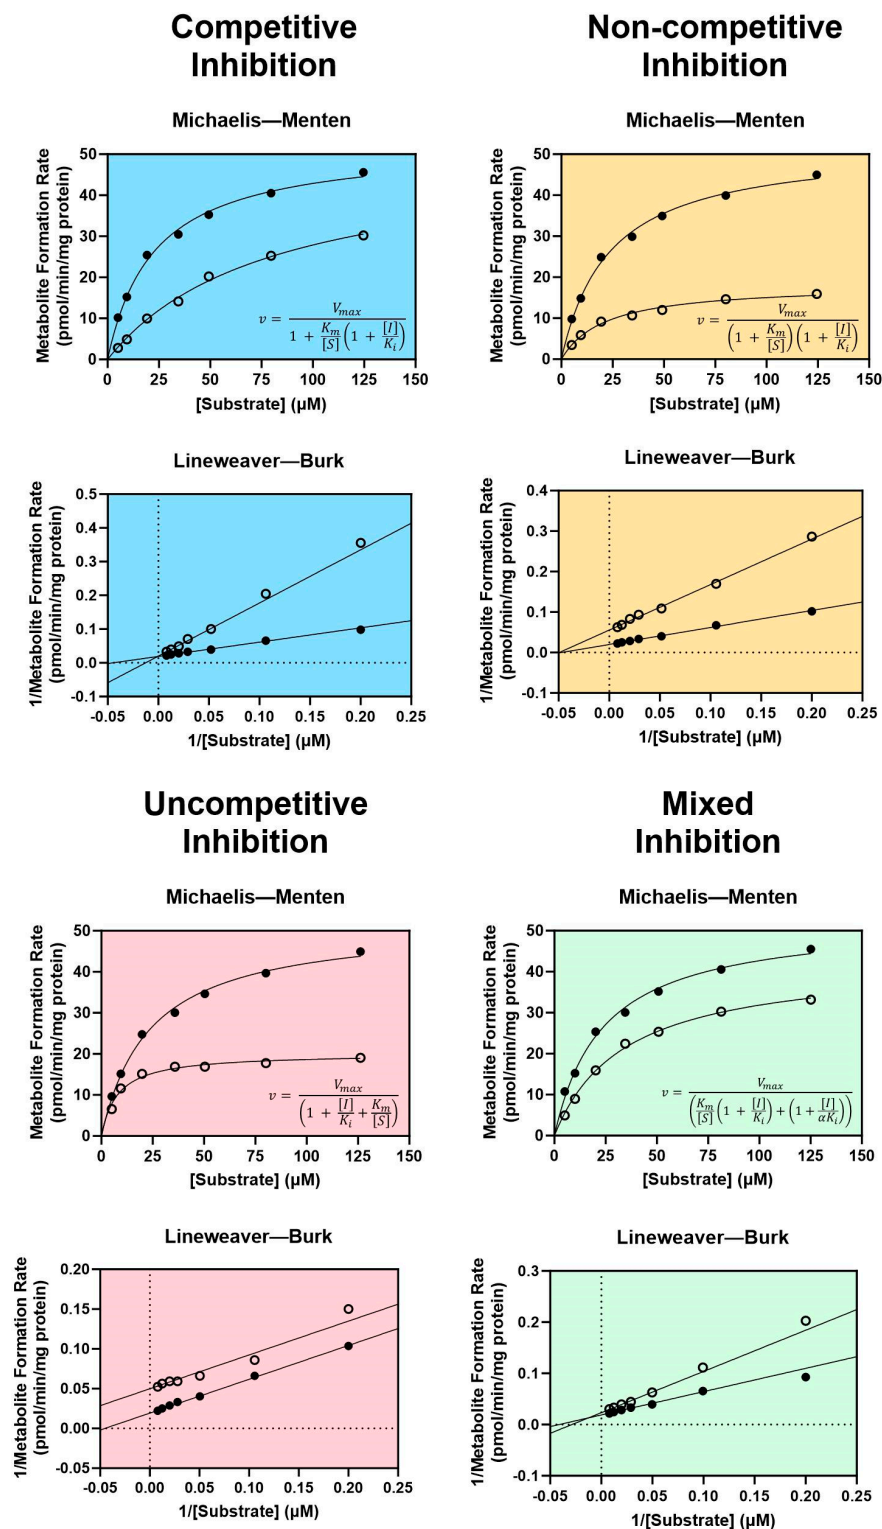 Competitive
Inhibition
Michaelis—Menten
Metabolite Formation Rate
(pmol/min/mg protein)
50
40
30
20
10
0
0 25 50 75 100 125 150
[Substrate] (µM)
v = V_max / (1 + K_m/[S] (1 + [I]/K_i))
Lineweaver—Burk
1/Metabolite Formation Rate
(pmol/min/mg protein)
0.5
0.4
0.3
0.2
0.1
0.0
-0.1
-0.05 0.00 0.05 0.10 0.15 0.20 0.25
1/[Substrate] (µM)
Non-competitive
Inhibition
Michaelis—Menten
Metabolite Formation Rate
(pmol/min/mg protein)
50
40
30
20
10
0
0 25 50 75 100 125 150
[Substrate] (µM)
v = V_max / ((1 + K_m/[S]) (1 + [I]/K_i))
Lineweaver—Burk
1/Metabolite Formation Rate
(pmol/min/mg protein)
0.4
0.3
0.2
0.1
0.0
-0.1
-0.05 0.00 0.05 0.10 0.15 0.20 0.25
1/[Substrate] (µM)
Uncompetitive
Inhibition
Michaelis—Menten
Metabolite Formation Rate
(pmol/min/mg protein)
50
40
30
20
10
0
0 25 50 75 100 125 150
[Substrate] (µM)
v = V_max / (1 + [I]/K_i + K_m/[S])
Lineweaver—Burk
1/Metabolite Formation Rate
(pmol/min/mg protein)
0.20
0.15
0.10
0.05
0.00
-0.05
-0.05 0.00 0.05 0.10 0.15 0.20 0.25
1/[Substrate] (µM)
Mixed
Inhibition
Michaelis—Menten
Metabolite Formation Rate
(pmol/min/mg protein)
50
40
30
20
10
0
0 25 50 75 100 125 150
[Substrate] (µM)
v = V_max / (K_m/[S] (1 + [I]/K_i) + (1 + [I]/αK_i))
Lineweaver—Burk
1/Metabolite Formation Rate
(pmol/min/mg protein)
0.3
0.2
0.1
0.0
-0.1
-0.05 0.00 0.05 0.10 0.15 0.20 0.25
1/[Substrate] (µM)